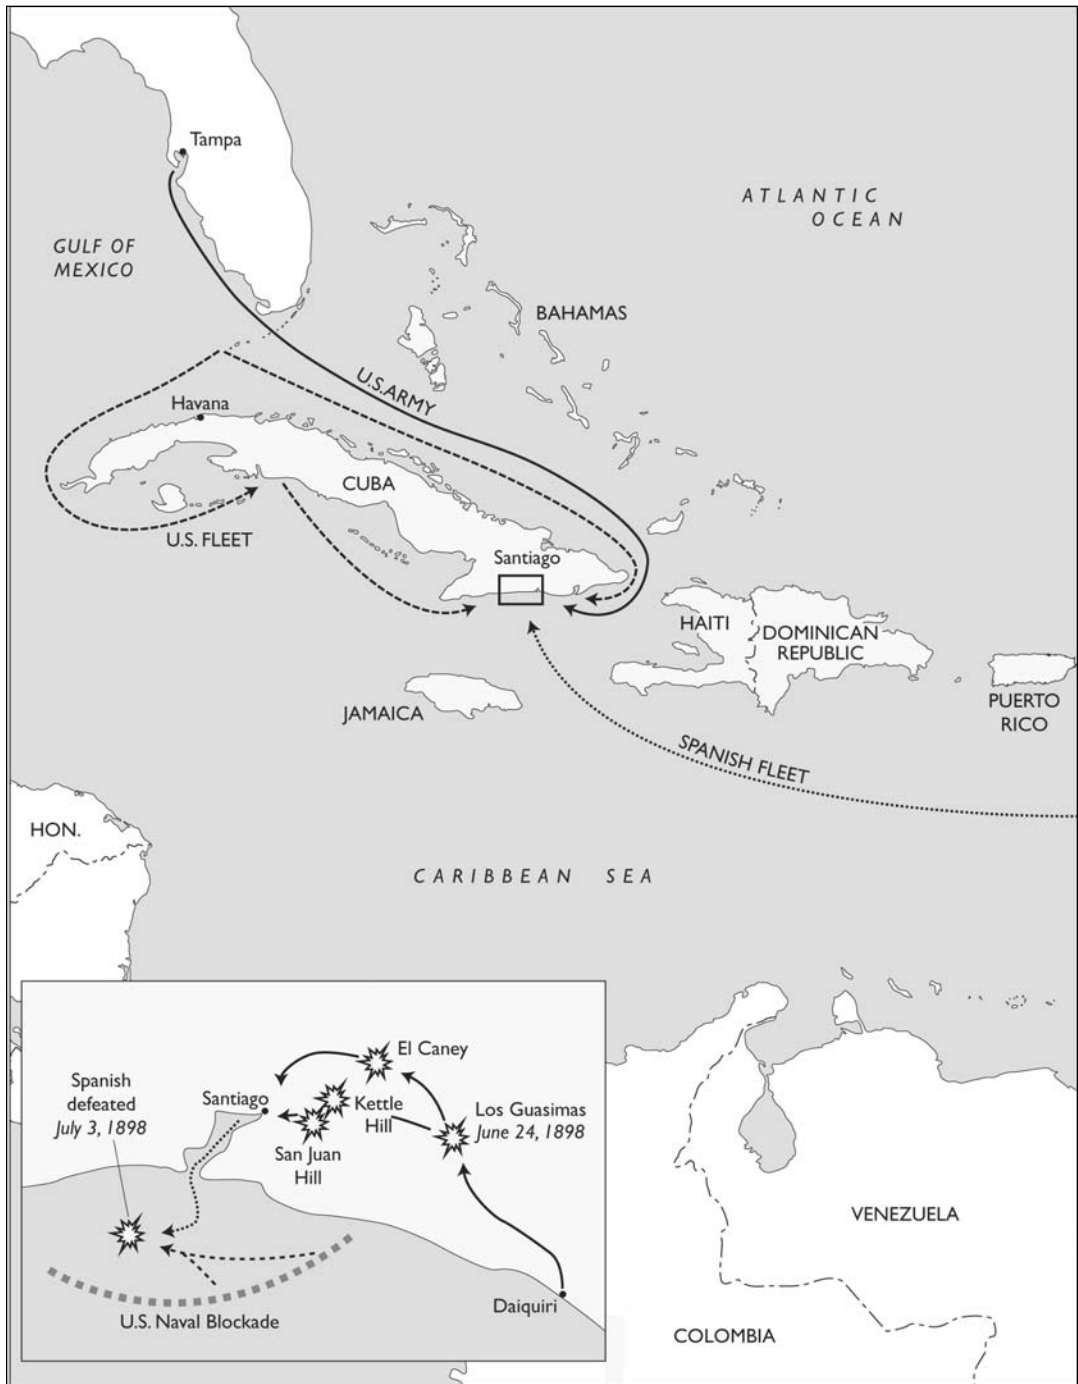 Tampa
ATLANTIC
OCEAN
GULF OF
MEXICO
BAHAMAS
U.S. ARMY
Havana
CUBA
U.S. FLEET
Santiago
HAITI
DOMINICAN
REPUBLIC
PUERTO
RICO
JAMAICA
SPANISH FLEET
HON.
CARIBBEAN SEA
El Caney
Spanish
defeated
July 3, 1898
Santiago
Kettle
Hill
Los Guasimas
June 24, 1898
San Juan
Hill
U.S. Naval Blockade
Daiquiri
VENEZUELA
COLOMBIA